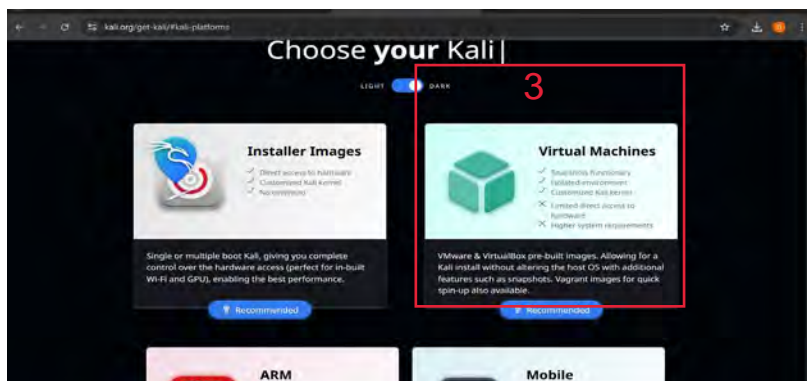 kali.org/get-kali/#kali-platforms
Choose your Kali|
LIGHT DARK
3
Installer Images
Direct access to hardware
Customized Kali kernel
No overhead
Single or multiple boot Kali, giving you complete
control over the hardware access (perfect for in-built
Wi-Fi and GPU), enabling the best performance.
Recommended
Virtual Machines
Snapshots functionary
Isolated environment
Customized Kali kernel
Limited direct access to
hardware
Higher system requirements
VMware & VirtualBox pre-built images. Allowing for a
Kali install without altering the host OS with additional
features such as snapshots. Vagrant images for quick
spin-up also available.
Recommended
ARM
Mobile